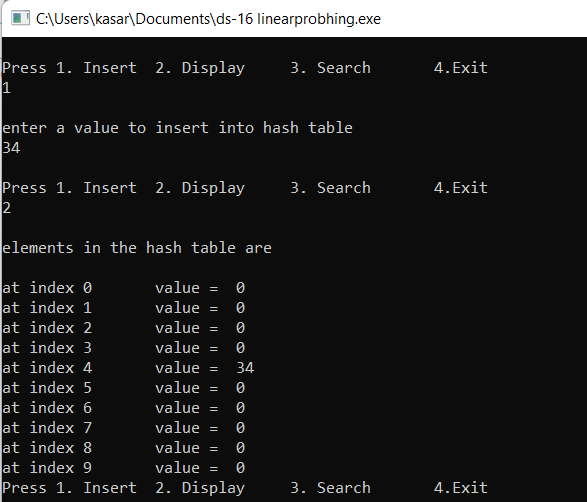 C:\Users\kasar\Documents\ds-16 linearprobhing.exe
Press 1. Insert  2. Display     3. Search       4.Exit
1
enter a value to insert into hash table
34
Press 1. Insert  2. Display     3. Search       4.Exit
2
elements in the hash table are
at index 0       value =  0
at index 1       value =  0
at index 2       value =  0
at index 3       value =  0
at index 4       value =  34
at index 5       value =  0
at index 6       value =  0
at index 7       value =  0
at index 8       value =  0
at index 9       value =  0
Press 1. Insert  2. Display     3. Search       4.Exit